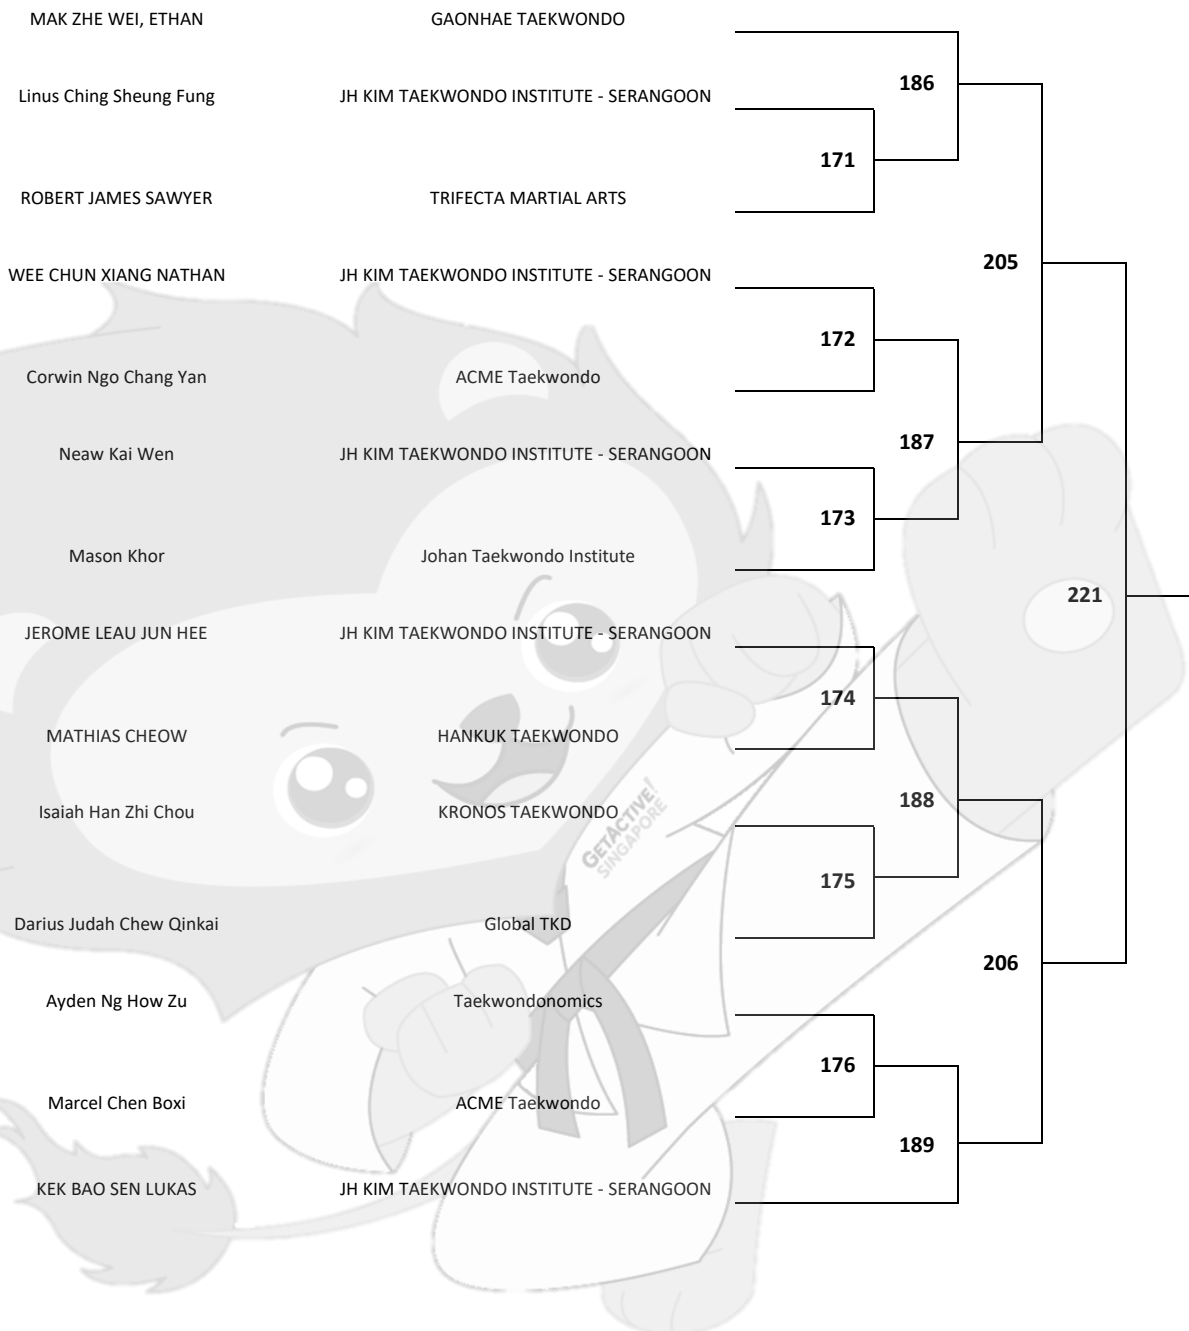 MAK ZHE WEI, ETHAN GAONHAE TAEKWONDO
186
Linus Ching Sheung Fung JH KIM TAEKWONDO INSTITUTE - SERANGOON
171
ROBERT JAMES SAWYER TRIFECTA MARTIAL ARTS
205
WEE CHUN XIANG NATHAN JH KIM TAEKWONDO INSTITUTE - SERANGOON
172
Corwin Ngo Chang Yan ACME Taekwondo
187
Neaw Kai Wen JH KIM TAEKWONDO INSTITUTE - SERANGOON
173
Mason Khor Johan Taekwondo Institute
221
JEROME LEAU JUN HEE JH KIM TAEKWONDO INSTITUTE - SERANGOON
174
MATHIAS CHEOW HANKUK TAEKWONDO
188
Isaiah Han Zhi Chou KRONOS TAEKWONDO
GETACTIVE!
SINGAPORE
175
Darius Judah Chew Qinkai Global TKD
206
Ayden Ng How Zu Taekwondonomics
176
Marcel Chen Boxi ACME Taekwondo
189
KEK BAO SEN LUKAS JH KIM TAEKWONDO INSTITUTE - SERANGOON